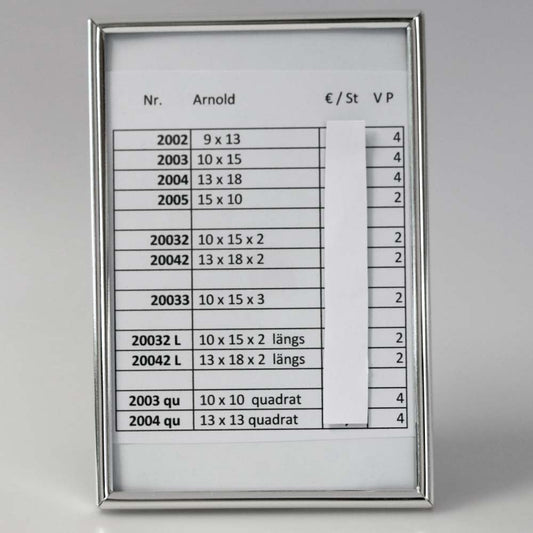 Nr. Arnold € / St V P
2002 9 x 13 4
2003 10 x 15 4
2004 13 x 18 4
2005 15 x 10 2
20032 10 x 15 x 2 2
20042 13 x 18 x 2 2
20033 10 x 15 x 3 2
20032 L 10 x 15 x 2 längs 2
20042 L 13 x 18 x 2 längs 2
2003 qu 10 x 10 quadrat 4
2004 qu 13 x 13 quadrat 4